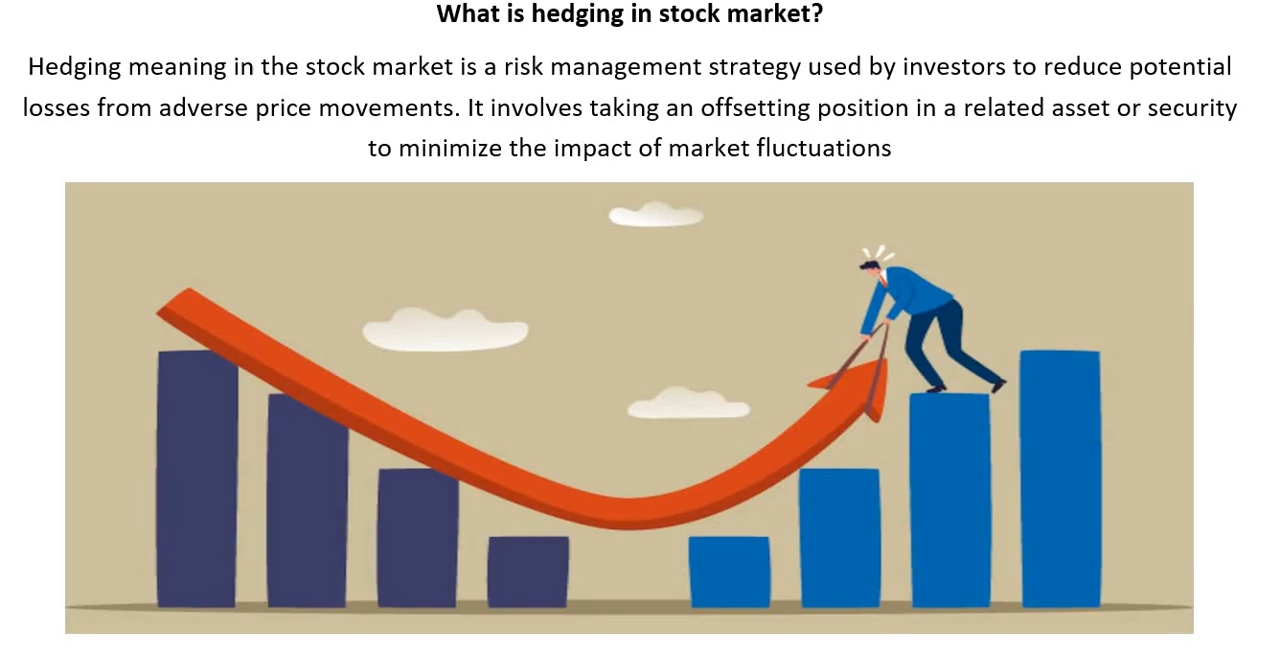 What is hedging in stock market?
Hedging meaning in the stock market is a risk management strategy used by investors to reduce potential
losses from adverse price movements. It involves taking an offsetting position in a related asset or security
to minimize the impact of market fluctuations